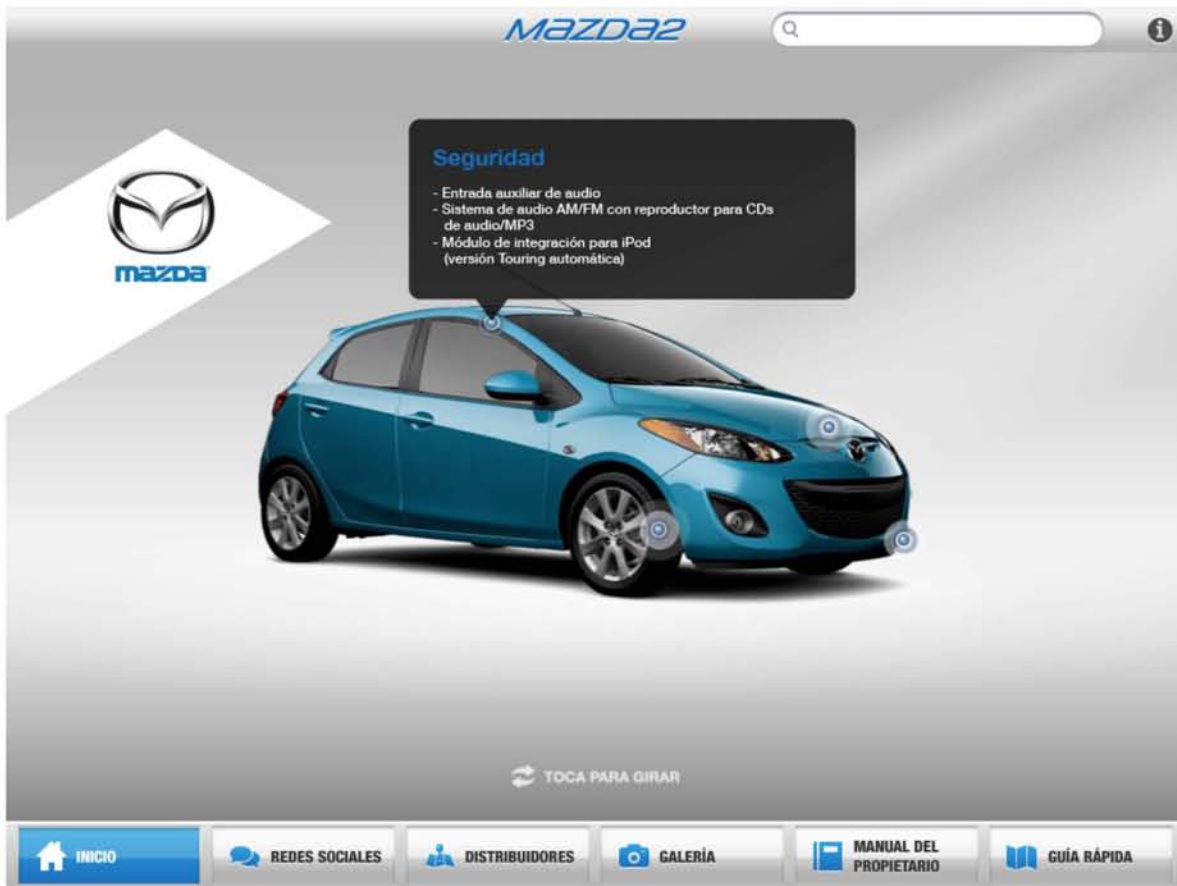 mazda2
i
Seguridad
- Entrada auxiliar de audio
- Sistema de audio AM/FM con reproductor para CDs
de audio/MP3
- Módulo de integración para iPod
(versión Touring automática)
mazda
TOCA PARA GIRAR
INICIO
REDES SOCIALES
DISTRIBUIDORES
GALERÍA
MANUAL DEL
PROPIETARIO
GUÍA RÁPIDA